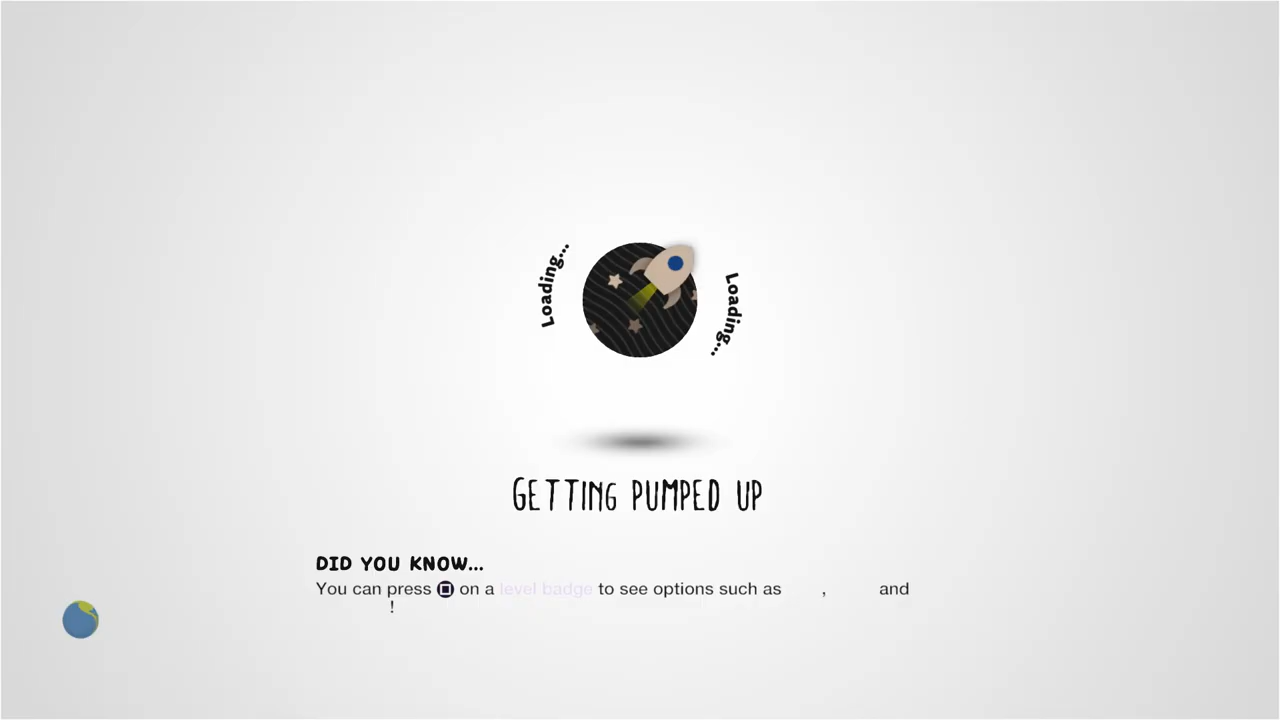 Loading...
Loading...
GETTING PUMPED UP
DID YOU KNOW...
You can press on a level badge to see options such as , and
!